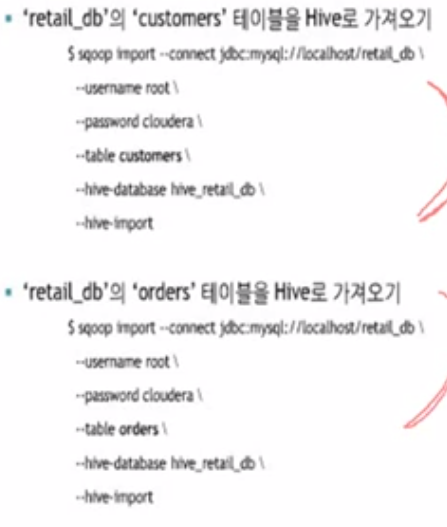 ▪ ‘retail_db’의 ‘customers’ 테이블을 Hive로 가져오기
$ sqoop import --connect jdbc:mysql://localhost/retail_db \
--username root \
--password cloudera \
--table customers \
--hive-database hive_retail_db \
--hive-import
▪ ‘retail_db’의 ‘orders’ 테이블을 Hive로 가져오기
$ sqoop import --connect jdbc:mysql://localhost/retail_db \
--username root \
--password cloudera \
--table orders \
--hive-database hive_retail_db \
--hive-import